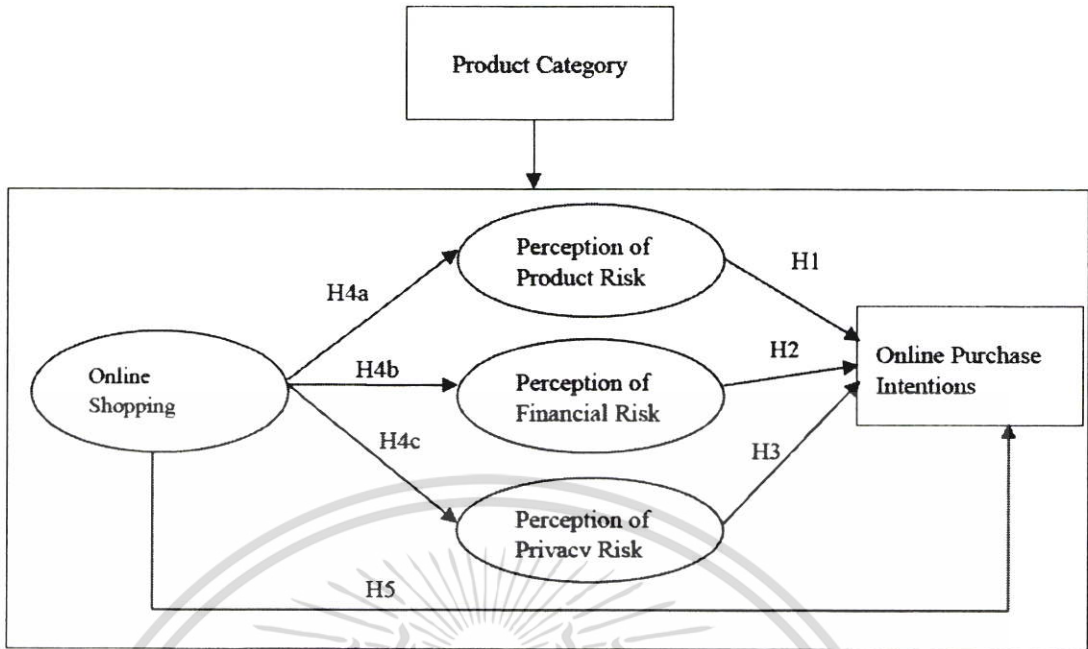 Product Category
Perception of
Product Risk
H1
H4a
Online
Shopping
H4b
Perception of
Financial Risk
H2
Online Purchase
Intentions
H4c
H3
Perception of
Privacy Risk
H5